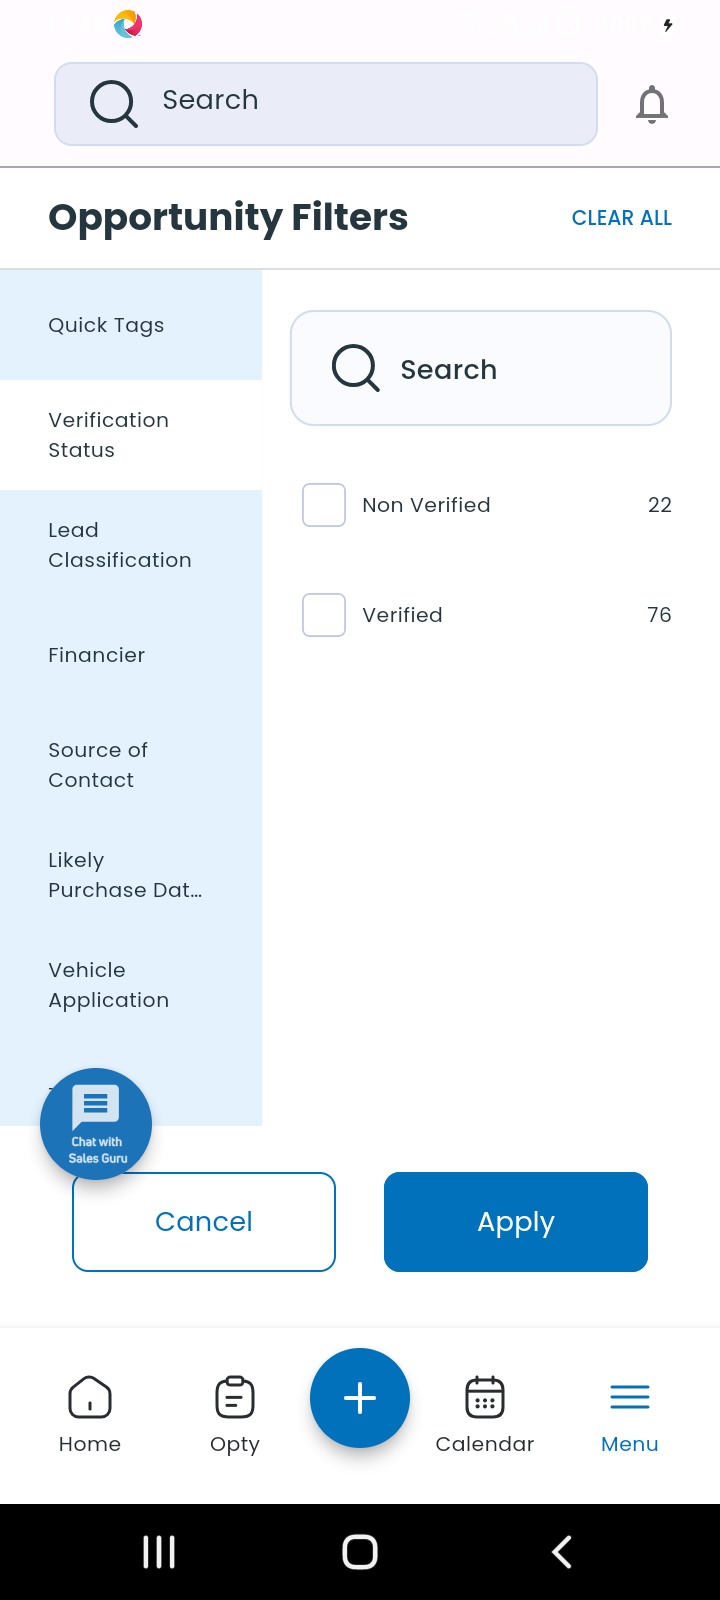 Search
Opportunity Filters
CLEAR ALL
Quick Tags
Verification
Status
Lead
Classification
Financier
Source of
Contact
Likely
Purchase Dat...
Vehicle
Application
Search
Non Verified 22
Verified 76
Chat with
Sales Guru
Cancel
Apply
Home
Opty
Calendar
Menu